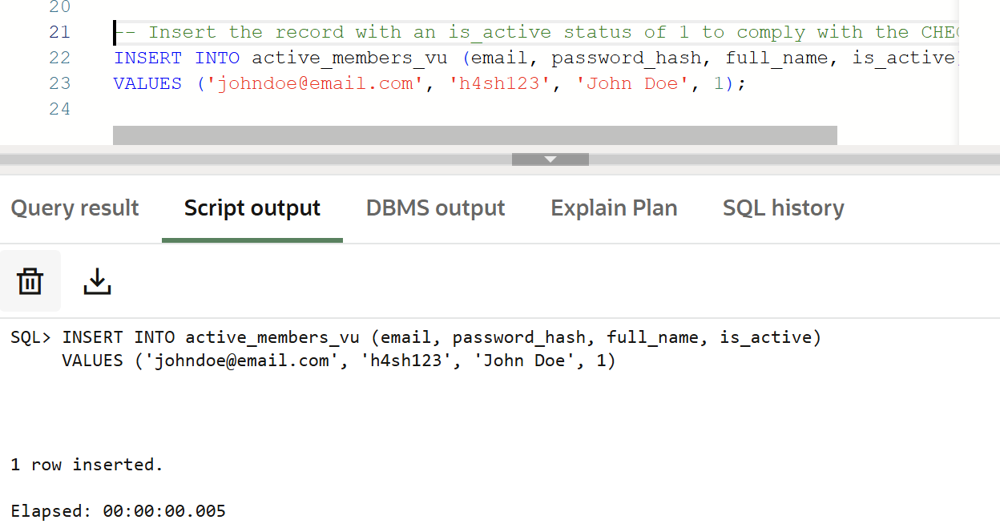 20
21 -- Insert the record with an is_active status of 1 to comply with the
22 INSERT INTO active_members_vu (email, password_hash, full_name, is_active)
23 VALUES ('johndoe@email.com', 'h4sh123', 'John Doe', 1);
24
Query result Script output DBMS output Explain Plan SQL history
SQL> INSERT INTO active_members_vu (email, password_hash, full_name, is_active)
VALUES ('johndoe@email.com', 'h4sh123', 'John Doe', 1)
1 row inserted.
Elapsed: 00:00:00.005